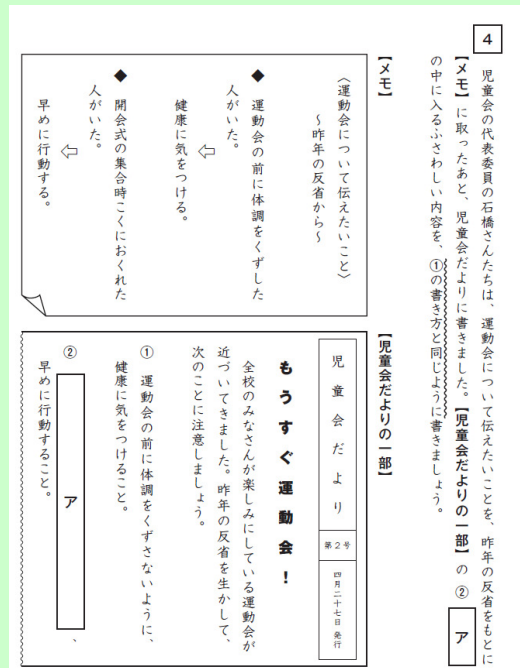 4
児童会の代表委員の石橋さんたちは、運動会について伝えたいことを、昨年の反省をもとに
【メモ】に取ったあと、児童会だよりに書きました。【児童会だよりの一部】の②ア
の中に入るふさわしい内容を、①の書き方と同じように書きましょう。
【メモ】
〈運動会について伝えたいこと〉
～昨年の反省から～
◆ 運動会の前に体調をくずした
人がいた。
⇩
健康に気をつける。
◆ 開会式の集合時こくにおくれた
人がいた。
⇩
早めに行動する。
【児童会だよりの一部】
児童会だより
第2号
四月二十七日 発行
もうすぐ運動会！
全校のみなさんが楽しみにしている運動会が
近づいてきました。昨年の反省を生かして、
次のことに注意しましょう。
① 運動会の前に体調をくずさないように、
健康に気をつけること。
② ア、
早めに行動すること。